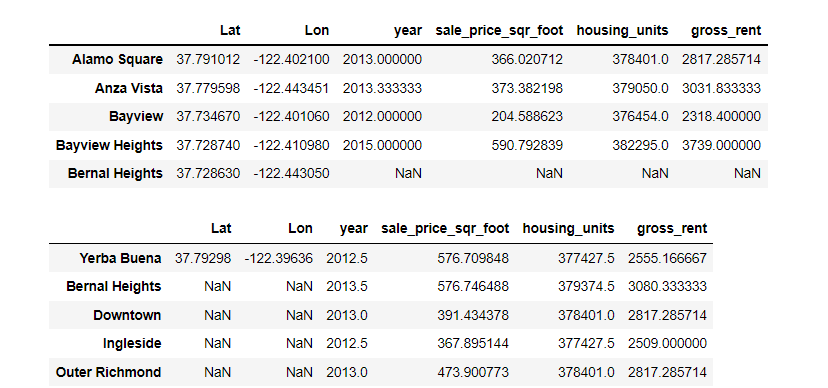 Lat Lon year sale_price_sqr_foot housing_units gross_rent
Alamo Square 37.791012 -122.402100 2013.000000 366.020712 378401.0 2817.285714
Anza Vista 37.779598 -122.443451 2013.333333 373.382198 379050.0 3031.833333
Bayview 37.734670 -122.401060 2012.000000 204.588623 376454.0 2318.400000
Bayview Heights 37.728740 -122.410980 2015.000000 590.792839 382295.0 3739.000000
Bernal Heights 37.728630 -122.443050 NaN NaN NaN NaN
Lat Lon year sale_price_sqr_foot housing_units gross_rent
Yerba Buena 37.79298 -122.39636 2012.5 576.709848 377427.5 2555.166667
Bernal Heights NaN NaN 2013.5 576.746488 379374.5 3080.333333
Downtown NaN NaN 2013.0 391.434378 378401.0 2817.285714
Ingleside NaN NaN 2012.5 367.895144 377427.5 2509.000000
Outer Richmond NaN NaN 2013.0 473.900773 378401.0 2817.285714